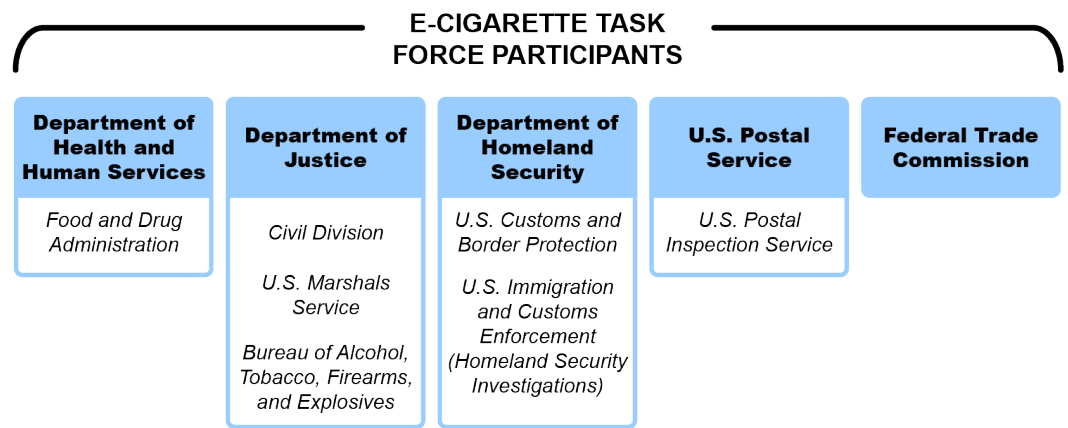 E-CIGARETTE TASK
FORCE PARTICIPANTS
Department of
Health and
Human Services
Food and Drug
Administration
Department of
Justice
Civil Division
U.S. Marshals
Service
Bureau of Alcohol,
Tobacco, Firearms,
and Explosives
Department of
Homeland
Security
U.S. Customs and
Border Protection
U.S. Immigration
and Customs
Enforcement
(Homeland Security
Investigations)
U.S. Postal
Service
U.S. Postal
Inspection Service
Federal Trade
Commission